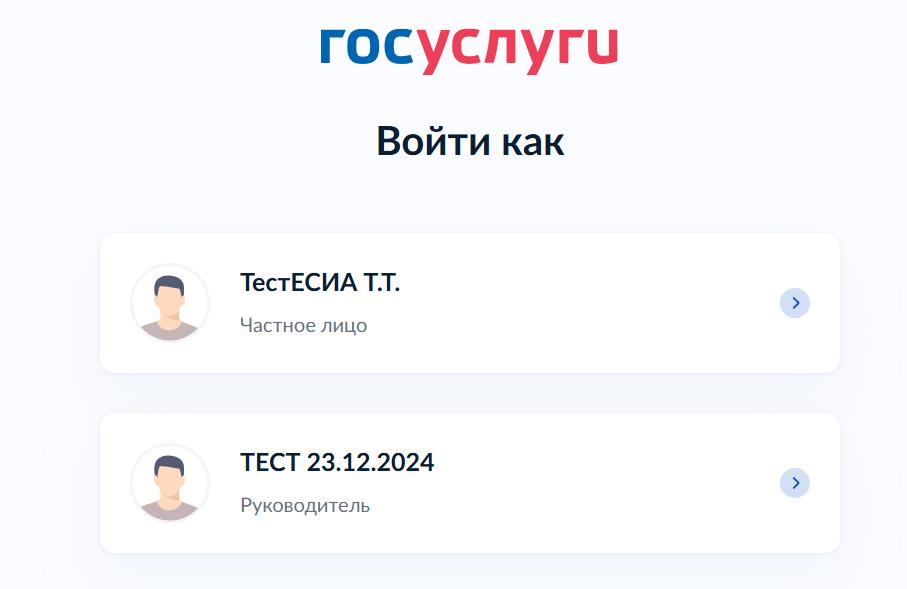 госуслуги
Войти как
ТестЕСИА Т.Т.
Частное лицо
ТЕСТ 23.12.2024
Руководитель